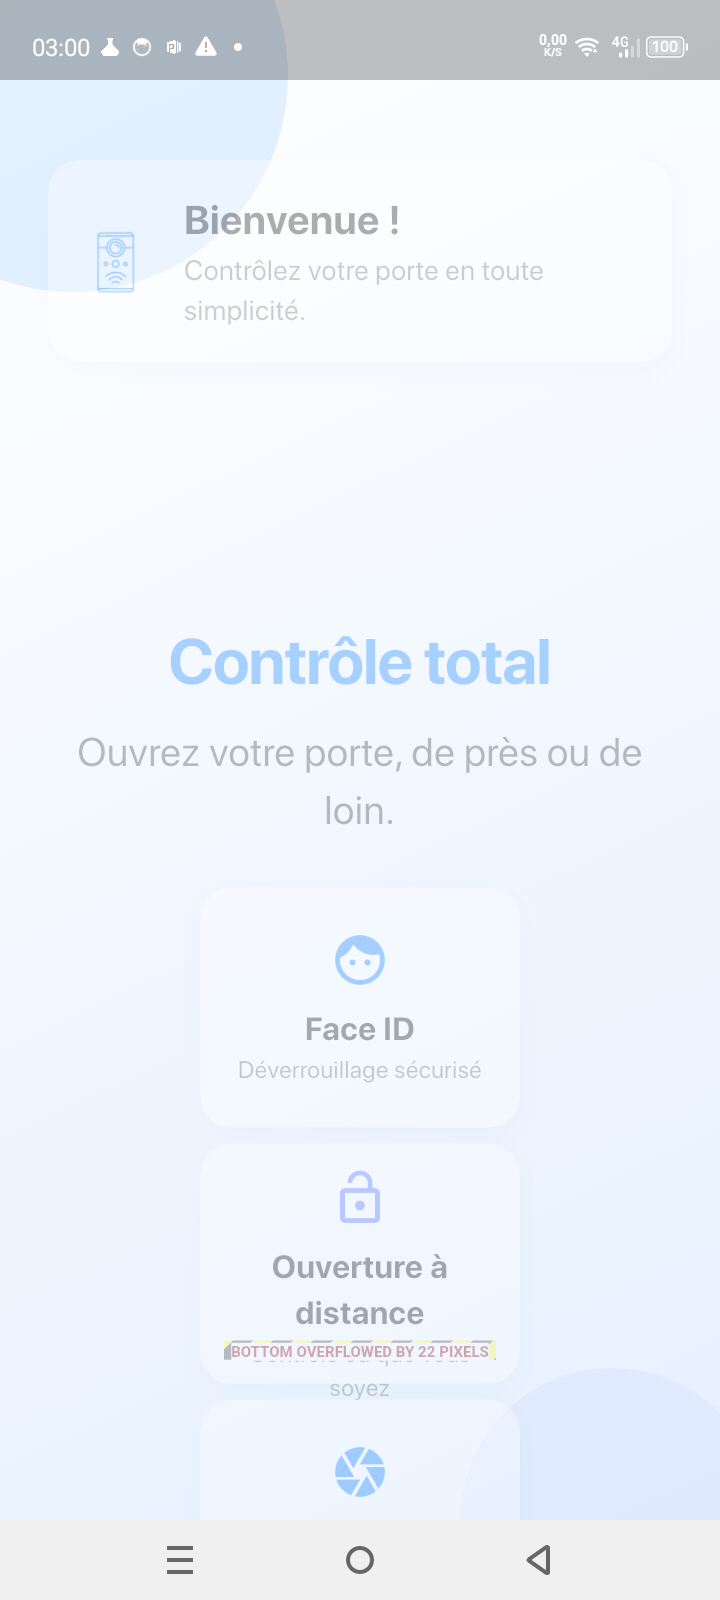 03:00
0,00
K/S
4G
100
Bienvenue !
Contrôlez votre porte en toute
simplicité.
Contrôle total
Ouvrez votre porte, de près ou de
loin.
Face ID
Déverrouillage sécurisé
Ouverture à
distance
BOTTOM OVERFLOWED BY 22 PIXELS
soyez